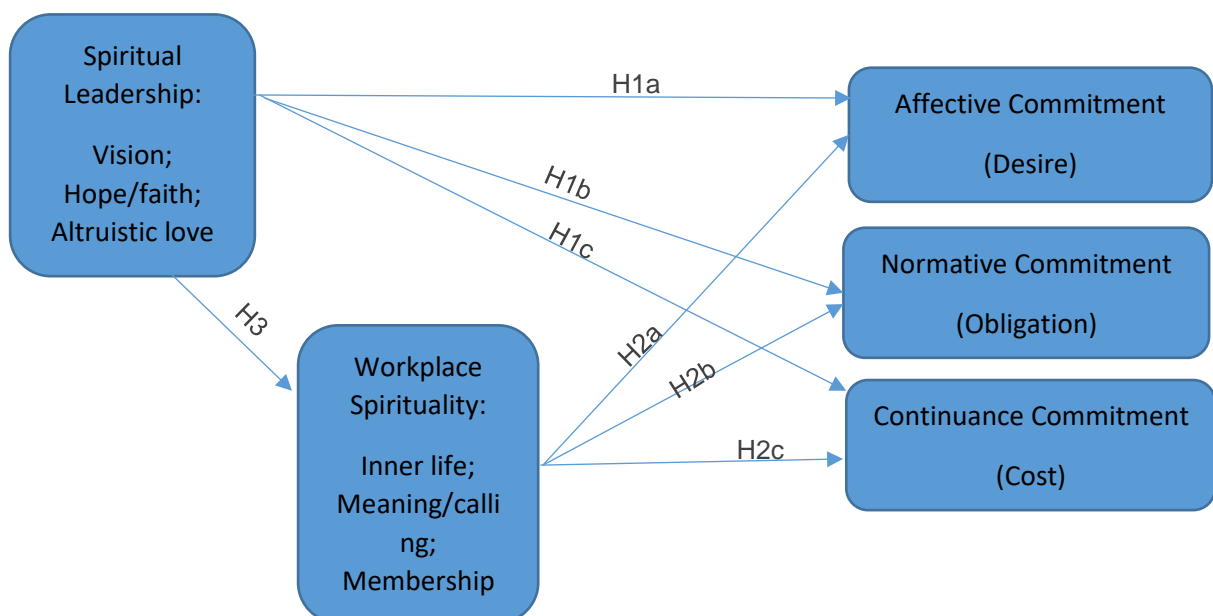 Spiritual
Leadership:
Vision;
Hope/faith;
Altruistic love
H1a
H1b
H1c
H3
Workplace
Spirituality:
Inner life;
Meaning/calli
ng;
Membership
H2a
H2b
H2c
Affective Commitment
(Desire)
Normative Commitment
(Obligation)
Continuance Commitment
(Cost)